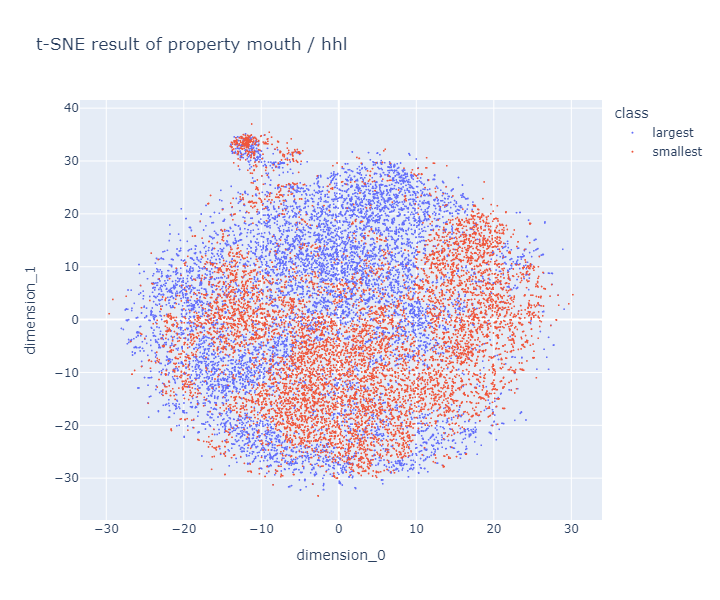 t-SNE result of property mouth / hhl
class
largest
smallest
40
30
20
10
0
−10
−20
−30
dimension_1
−30
−20
−10
0
10
20
30
dimension_0